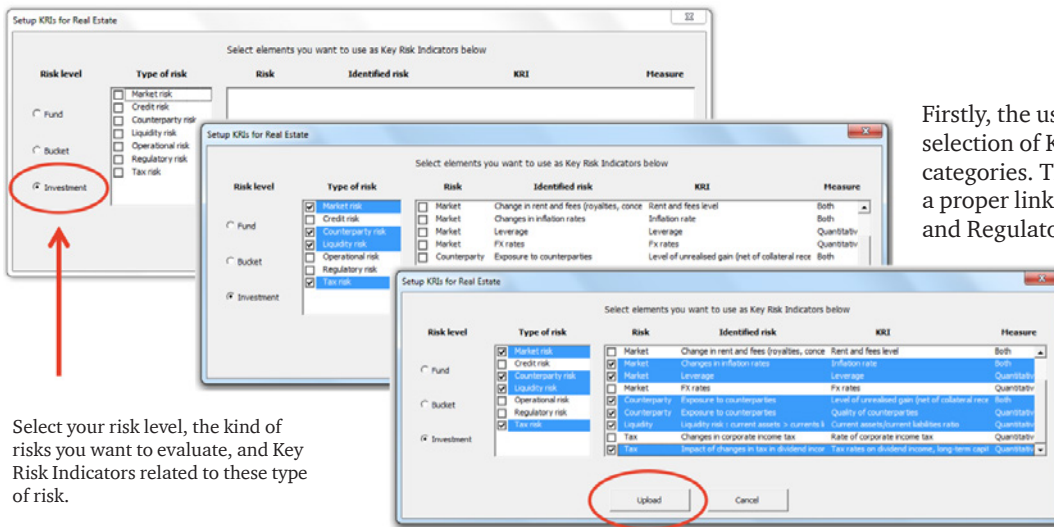 Setup KRIs for Real Estate
Select elements you want to use as Key Risk Indicators below
Risk level Type of risk Risk Identified risk KRI Measure
Fund
Bucket
Investment
Market risk
Credit risk
Counterparty risk
Liquidity risk
Operational risk
Regulatory risk
Tax risk
Setup KRIs for Real Estate
Select elements you want to use as Key Risk Indicators below
Risk level Type of risk Risk Identified risk KRI Measure
Fund
Bucket
Investment
Market risk
Credit risk
Counterparty risk
Liquidity risk
Operational risk
Regulatory risk
Tax risk
Market Change in rent and fees (royalties, conce Rent and fees level Both
Market Changes in inflation rates Inflation rate Both
Market Leverage Leverage Quantitativ
Market FX rates Fx rates Quantitativ
Counterparty Exposure to counterparties Level of unrealised gain (net of collateral rece Both
Setup KRIs for Real Estate
Select elements you want to use as Key Risk Indicators below
Risk level Type of risk Risk Identified risk KRI Measure
Fund
Bucket
Investment
Market risk
Credit risk
Counterparty risk
Liquidity risk
Operational risk
Regulatory risk
Tax risk
Market Change in rent and fees (royalties, conce Rent and fees level Both
Market Changes in inflation rates Inflation rate Both
Market Leverage Leverage Quantitativ
Market FX rates Fx rates Quantitativ
Counterparty Exposure to counterparties Level of unrealised gain (net of collateral rece Both
Counterparty Exposure to counterparties Quality of counterparties Quantitativ
Liquidity Liquidity risk : current assets > currents li Current assets/current liabilities ratio Quantitativ
Tax Changes in corporate income tax Rate of corporate income tax Quantitativ
Tax Impact of changes in tax in dividend incor Tax rates on dividend income, long term capit Quantitativ
Upload Cancel
Select your risk level, the kind of
risks you want to evaluate, and Key
Risk Indicators related to these type
of risk.
Firstly, the us
selection of K
categories. T
a proper link
and Regulato